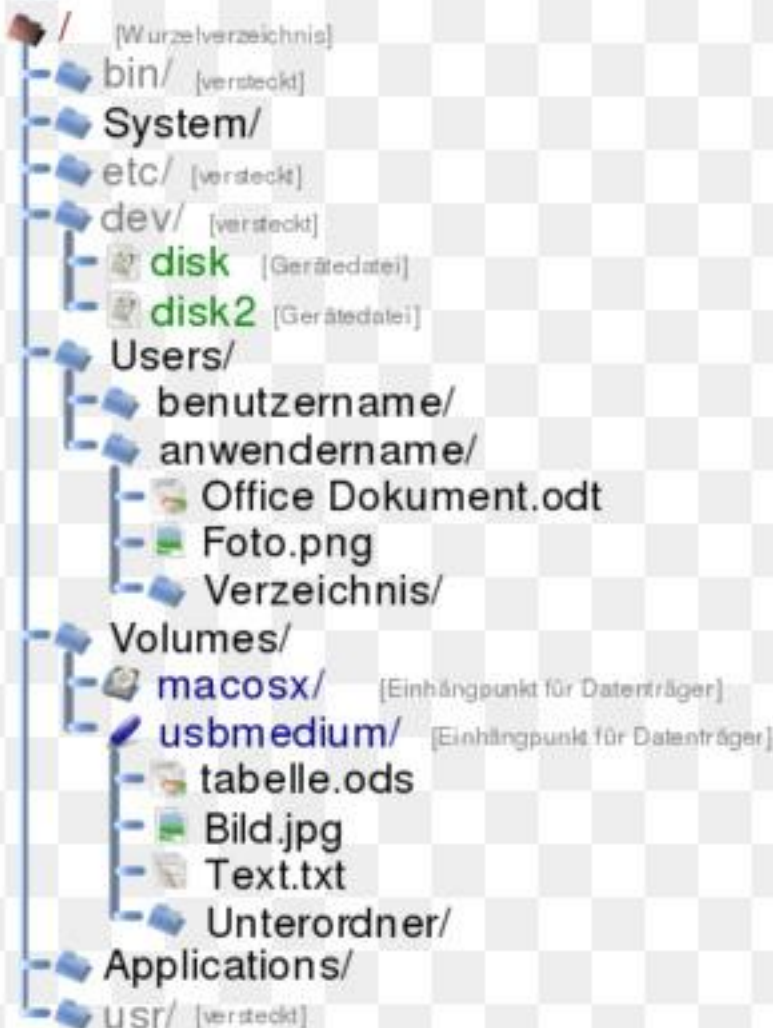 / [Wurzelverzeichnis]
bin/ [versteckt]
System/
etc/ [versteckt]
dev/ [versteckt]
disk [Gerätedatei]
disk2 [Gerätedatei]
Users/
benutzername/
anwendername/
Office Dokument.odt
Foto.png
Verzeichnis/
Volumes/
macosx/ [Einhängpunkt für Datenträger]
usbmedium/ [Einhängpunkt für Datenträger]
tabelle.ods
Bild.jpg
Text.txt
Unterordner/
Applications/
usr/ [versteckt]